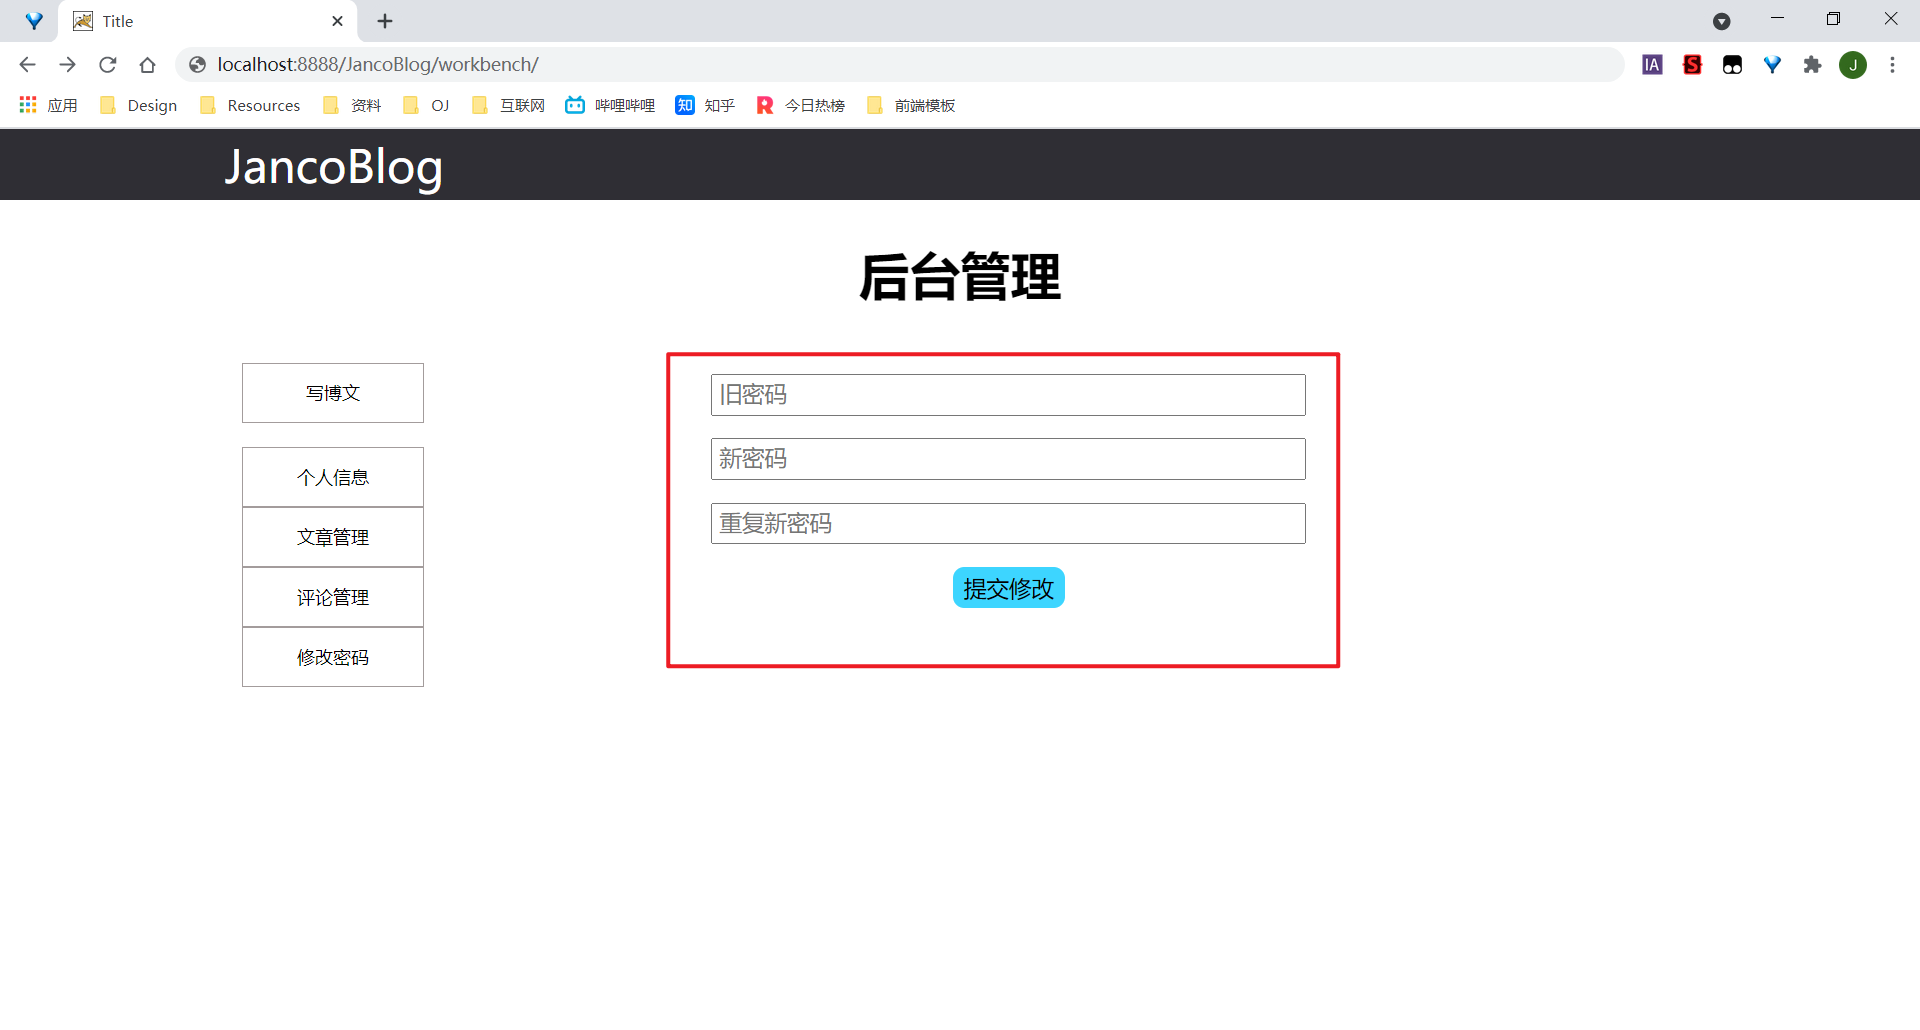 Title
localhost:8888/JancoBlog/workbench/
IA
S
J
应用 Design Resources 资料 OJ 互联网 哔哩哔哩 知 知乎 R 今日热榜 前端模板
JancoBlog
后台管理
写博文
个人信息
文章管理
评论管理
修改密码
旧密码
新密码
重复新密码
提交修改